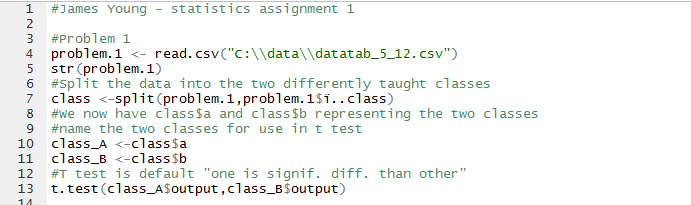 1 #James Young - statistics assignment 1
2
3 #Problem 1
4 problem.1 <- read.csv("C:\\data\\datatab_5_12.csv")
5 str(problem.1)
6 #Split the data into the two differently taught classes
7 class <-split(problem.1,problem.1$ï..class)
8 #We now have class$a and class$b representing the two classes
9 #name the two classes for use in t test
10 class_A <-class$a
11 class_B <-class$b
12 #T test is default "one is signif. diff. than other"
13 t.test(class_A$output,class_B$output)
14